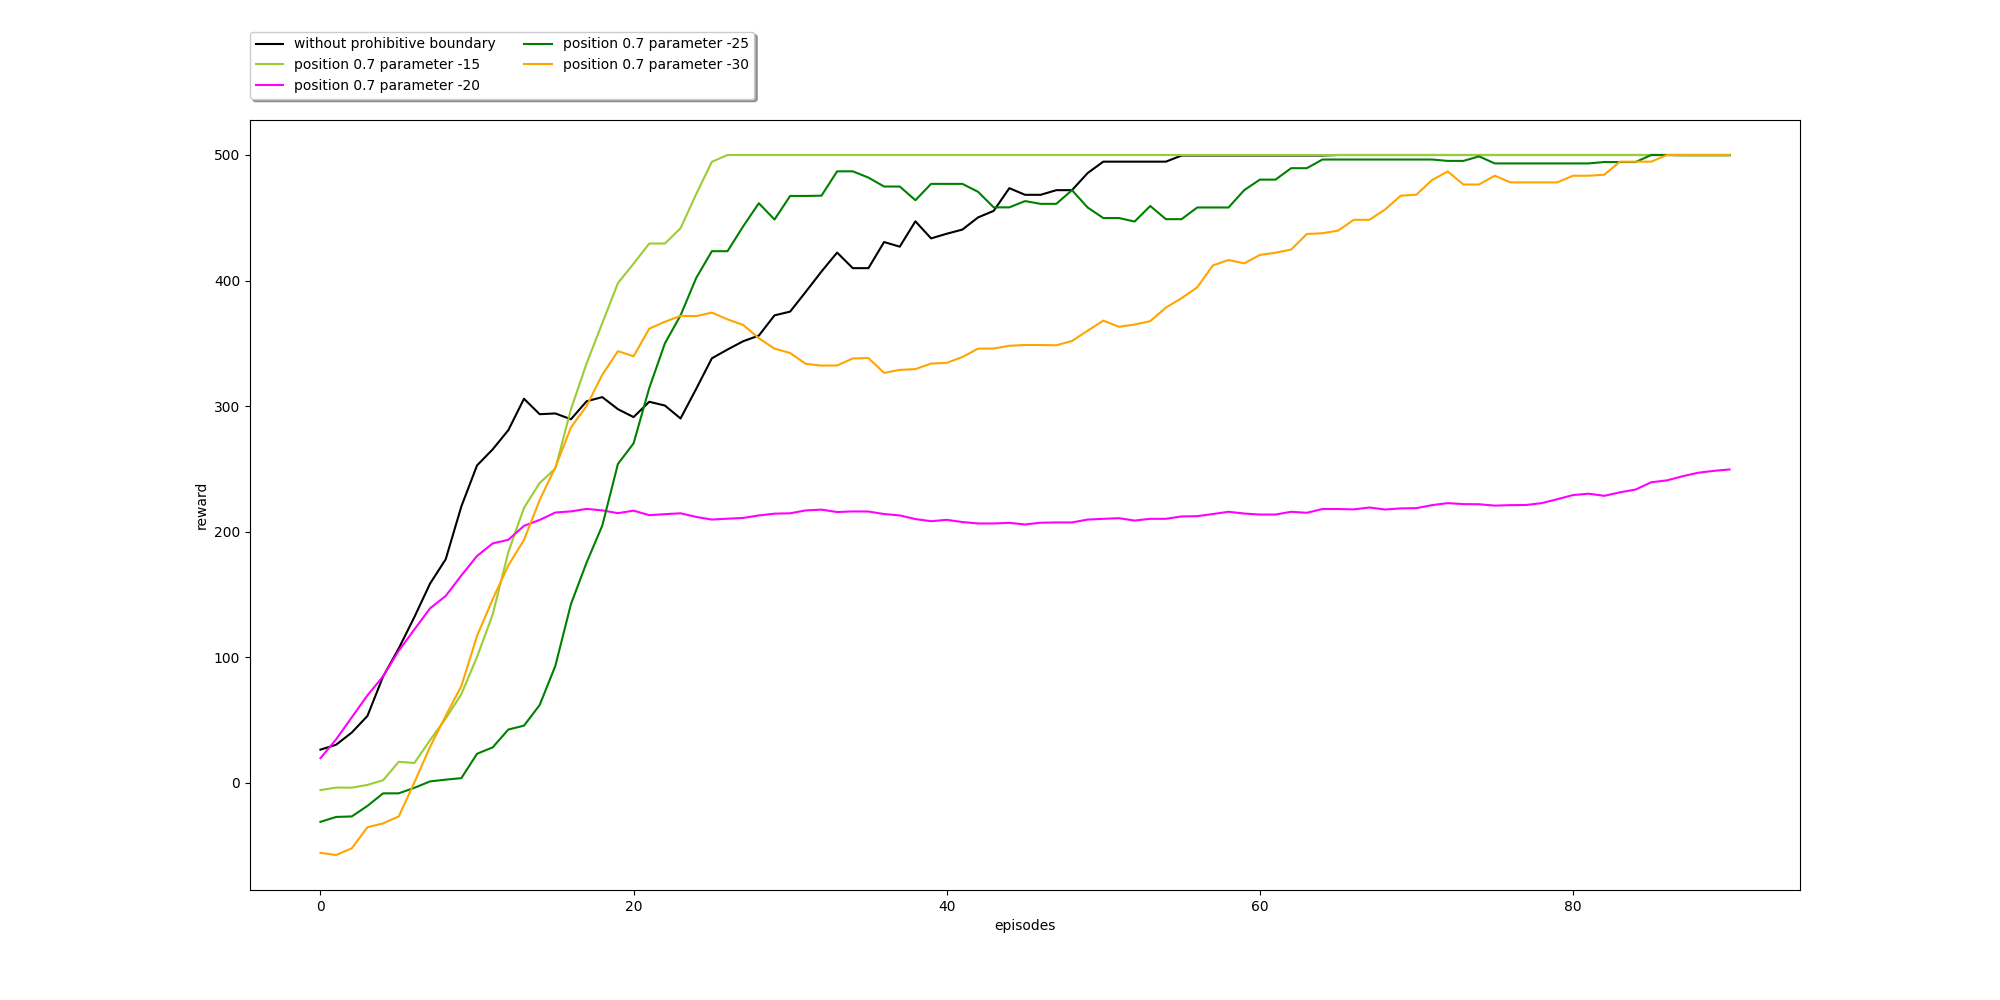 without prohibitive boundary
position 0.7 parameter -15
position 0.7 parameter -20
position 0.7 parameter -25
position 0.7 parameter -30
500
400
300
200
100
0
reward
0 20 40 60 80
episodes